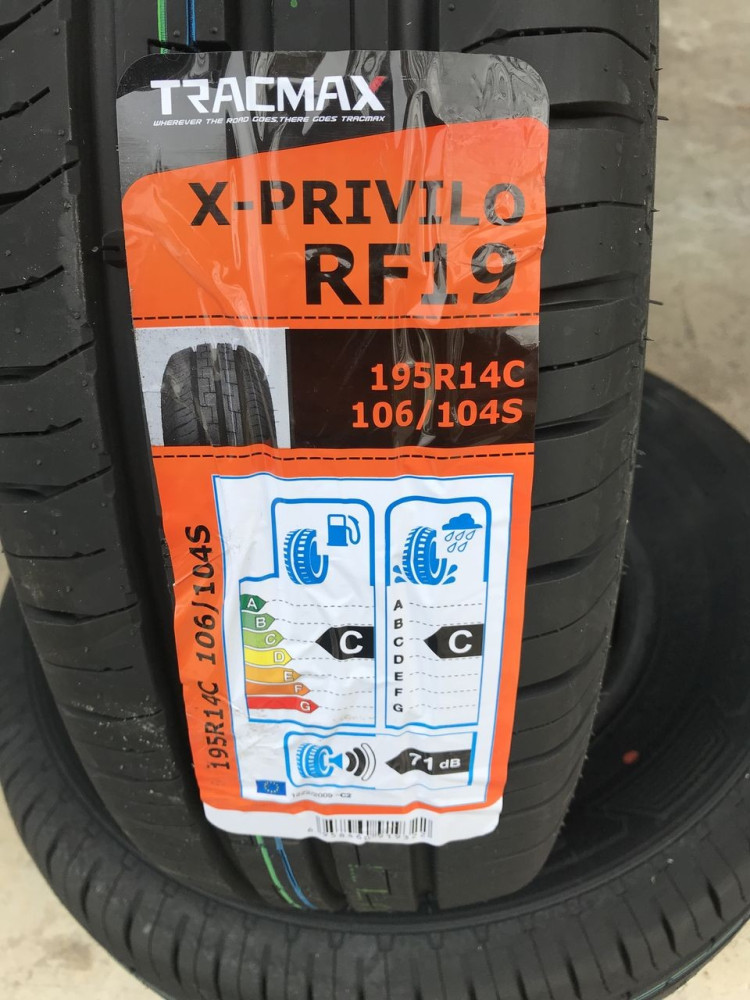 TRACMAX
WHEREVER THE ROAD GOES, THERE GOES TRACMAX
X-PRIVILO
RF19
195R14C
106/104S
195R14C 106/104S
A
B
C
D
E
F
G
C
A
B
C
D
E
F
G
C
71 dB